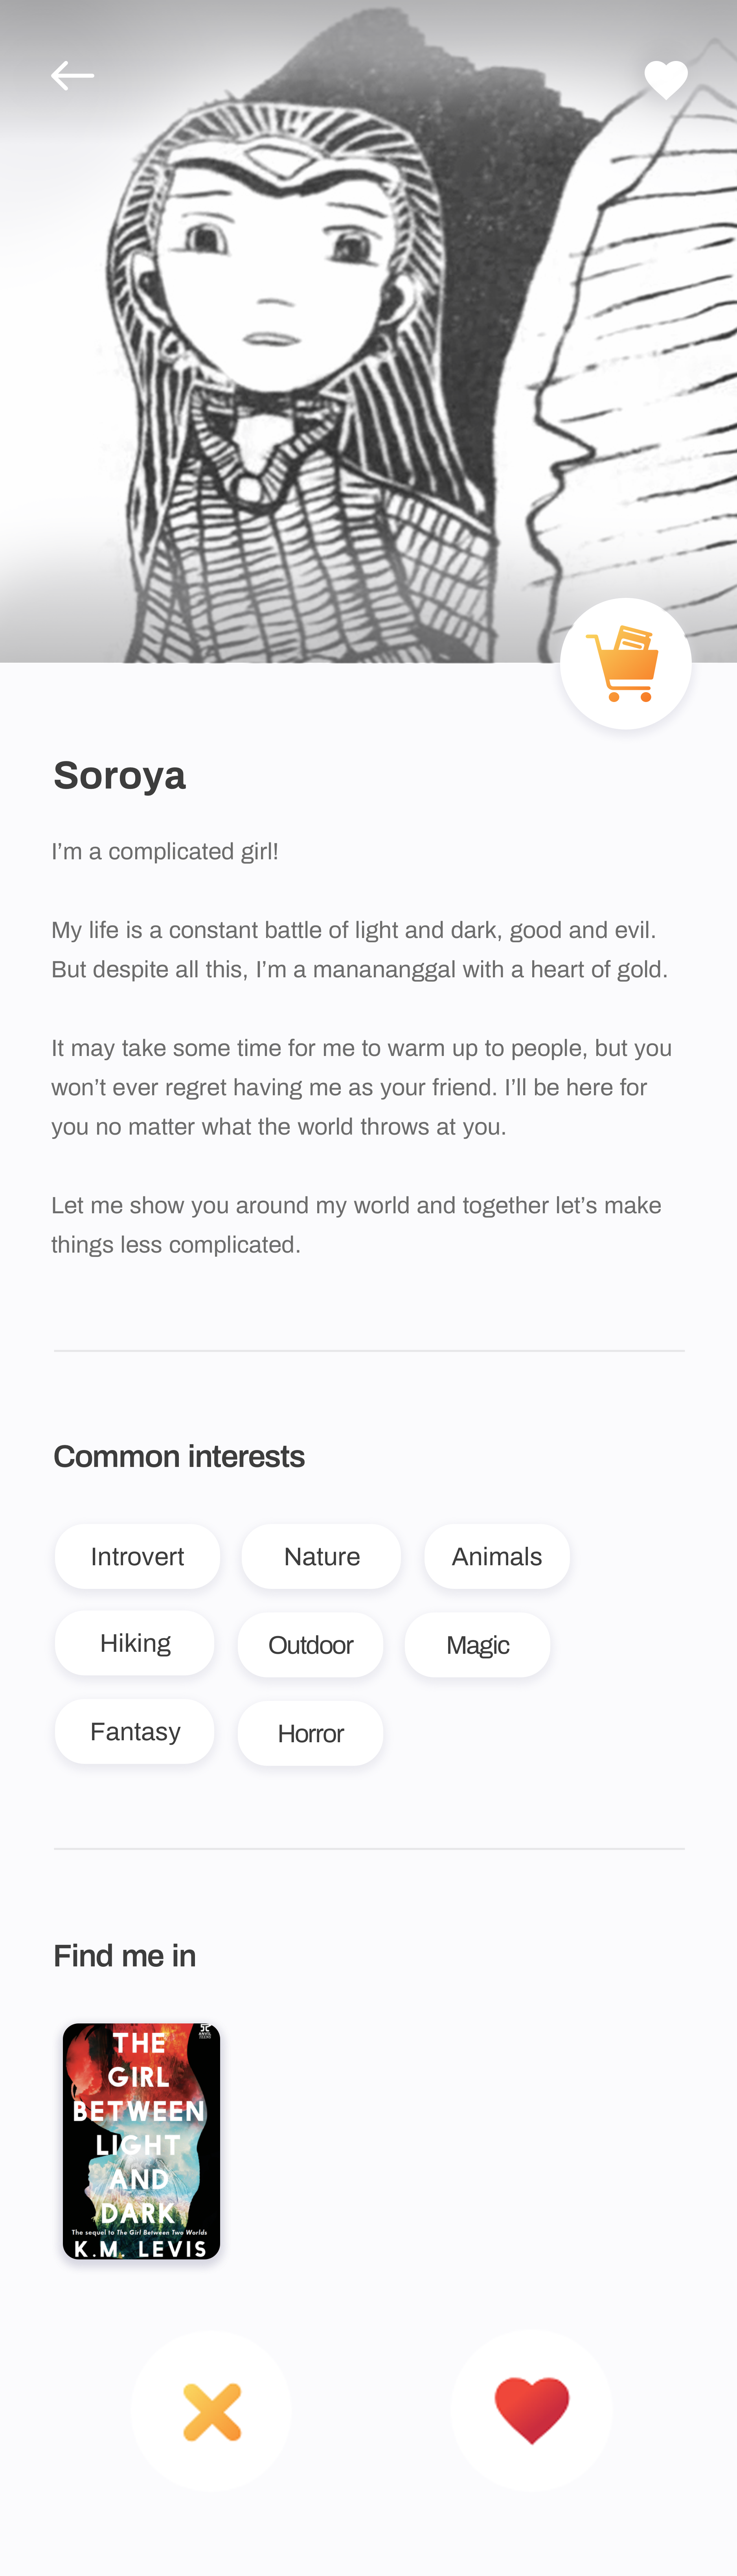 Soroya
I’m a complicated girl!
My life is a constant battle of light and dark, good and evil.
But despite all this, I’m a manananggal with a heart of gold.
It may take some time for me to warm up to people, but you
won’t ever regret having me as your friend. I’ll be here for
you no matter what the world throws at you.
Let me show you around my world and together let’s make
things less complicated.
Common interests
Introvert
Nature
Animals
Hiking
Outdoor
Magic
Fantasy
Horror
Find me in
THE
GIRL
BETWEEN
LIGHT
AND
DARK
The sequel to The Girl Between Two Worlds
K.M. LEVIS